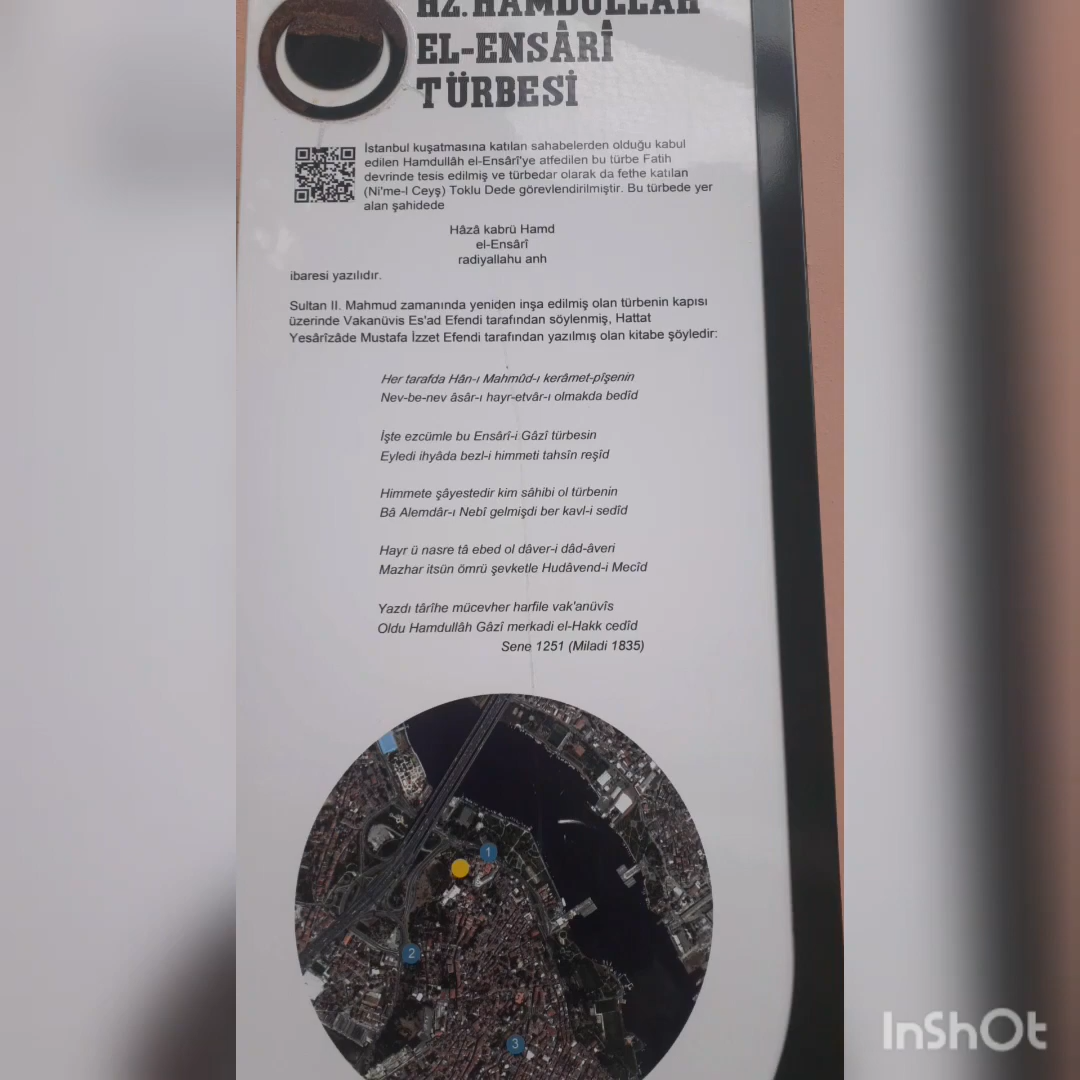 HZ. HAMDULLAH
EL-ENSÂRÎ
TÜRBESİ
İstanbul kuşatmasına katılan sahabelerden olduğu kabul
edilen Hamdullâh el-Ensârî'ye atfedilen bu türbe Fatih
devrinde tesis edilmiş ve türbedar olarak da fethe katılan
(Ni'me-l Ceyş) Toklu Dede görevlendirilmiştir. Bu türbede yer
alan şahidede
Hâzâ kabrü Hamd
el-Ensârî
radiyallahu anh
ibaresi yazılıdır.
Sultan II. Mahmud zamanında yeniden inşa edilmiş olan türbenin kapısı
üzerinde Vakanüvis Es'ad Efendi tarafından söylenmiş, Hattat
Yesârîzâde Mustafa İzzet Efendi tarafından yazılmış olan kitabe şöyledir:
Her tarafda Hân-ı Mahmûd-ı kerâmet-pîşenin
Nev-be-nev âsâr-ı hayr-etvâr-ı olmakda bedîd
İşte ezcümle bu Ensârî-i Gâzî türbesin
Eyledi ihyâda bezl-i himmeti tahsîn reşîd
Himmete şâyestedir kim sâhibi ol türbenin
Bâ Alemdâr-ı Nebî gelmişdi ber kavl-i sedîd
Hayr ü nasre tâ ebed ol dâver-i dâd-âveri
Mazhar itsün ömrü şevketle Hudâvend-i Mecîd
Yazdı târîhe mücevher harfile vak'anüvîs
Oldu Hamdullâh Gâzî merkadi el-Hakk cedîd
Sene 1251 (Miladi 1835)
1
2
3
InShOt